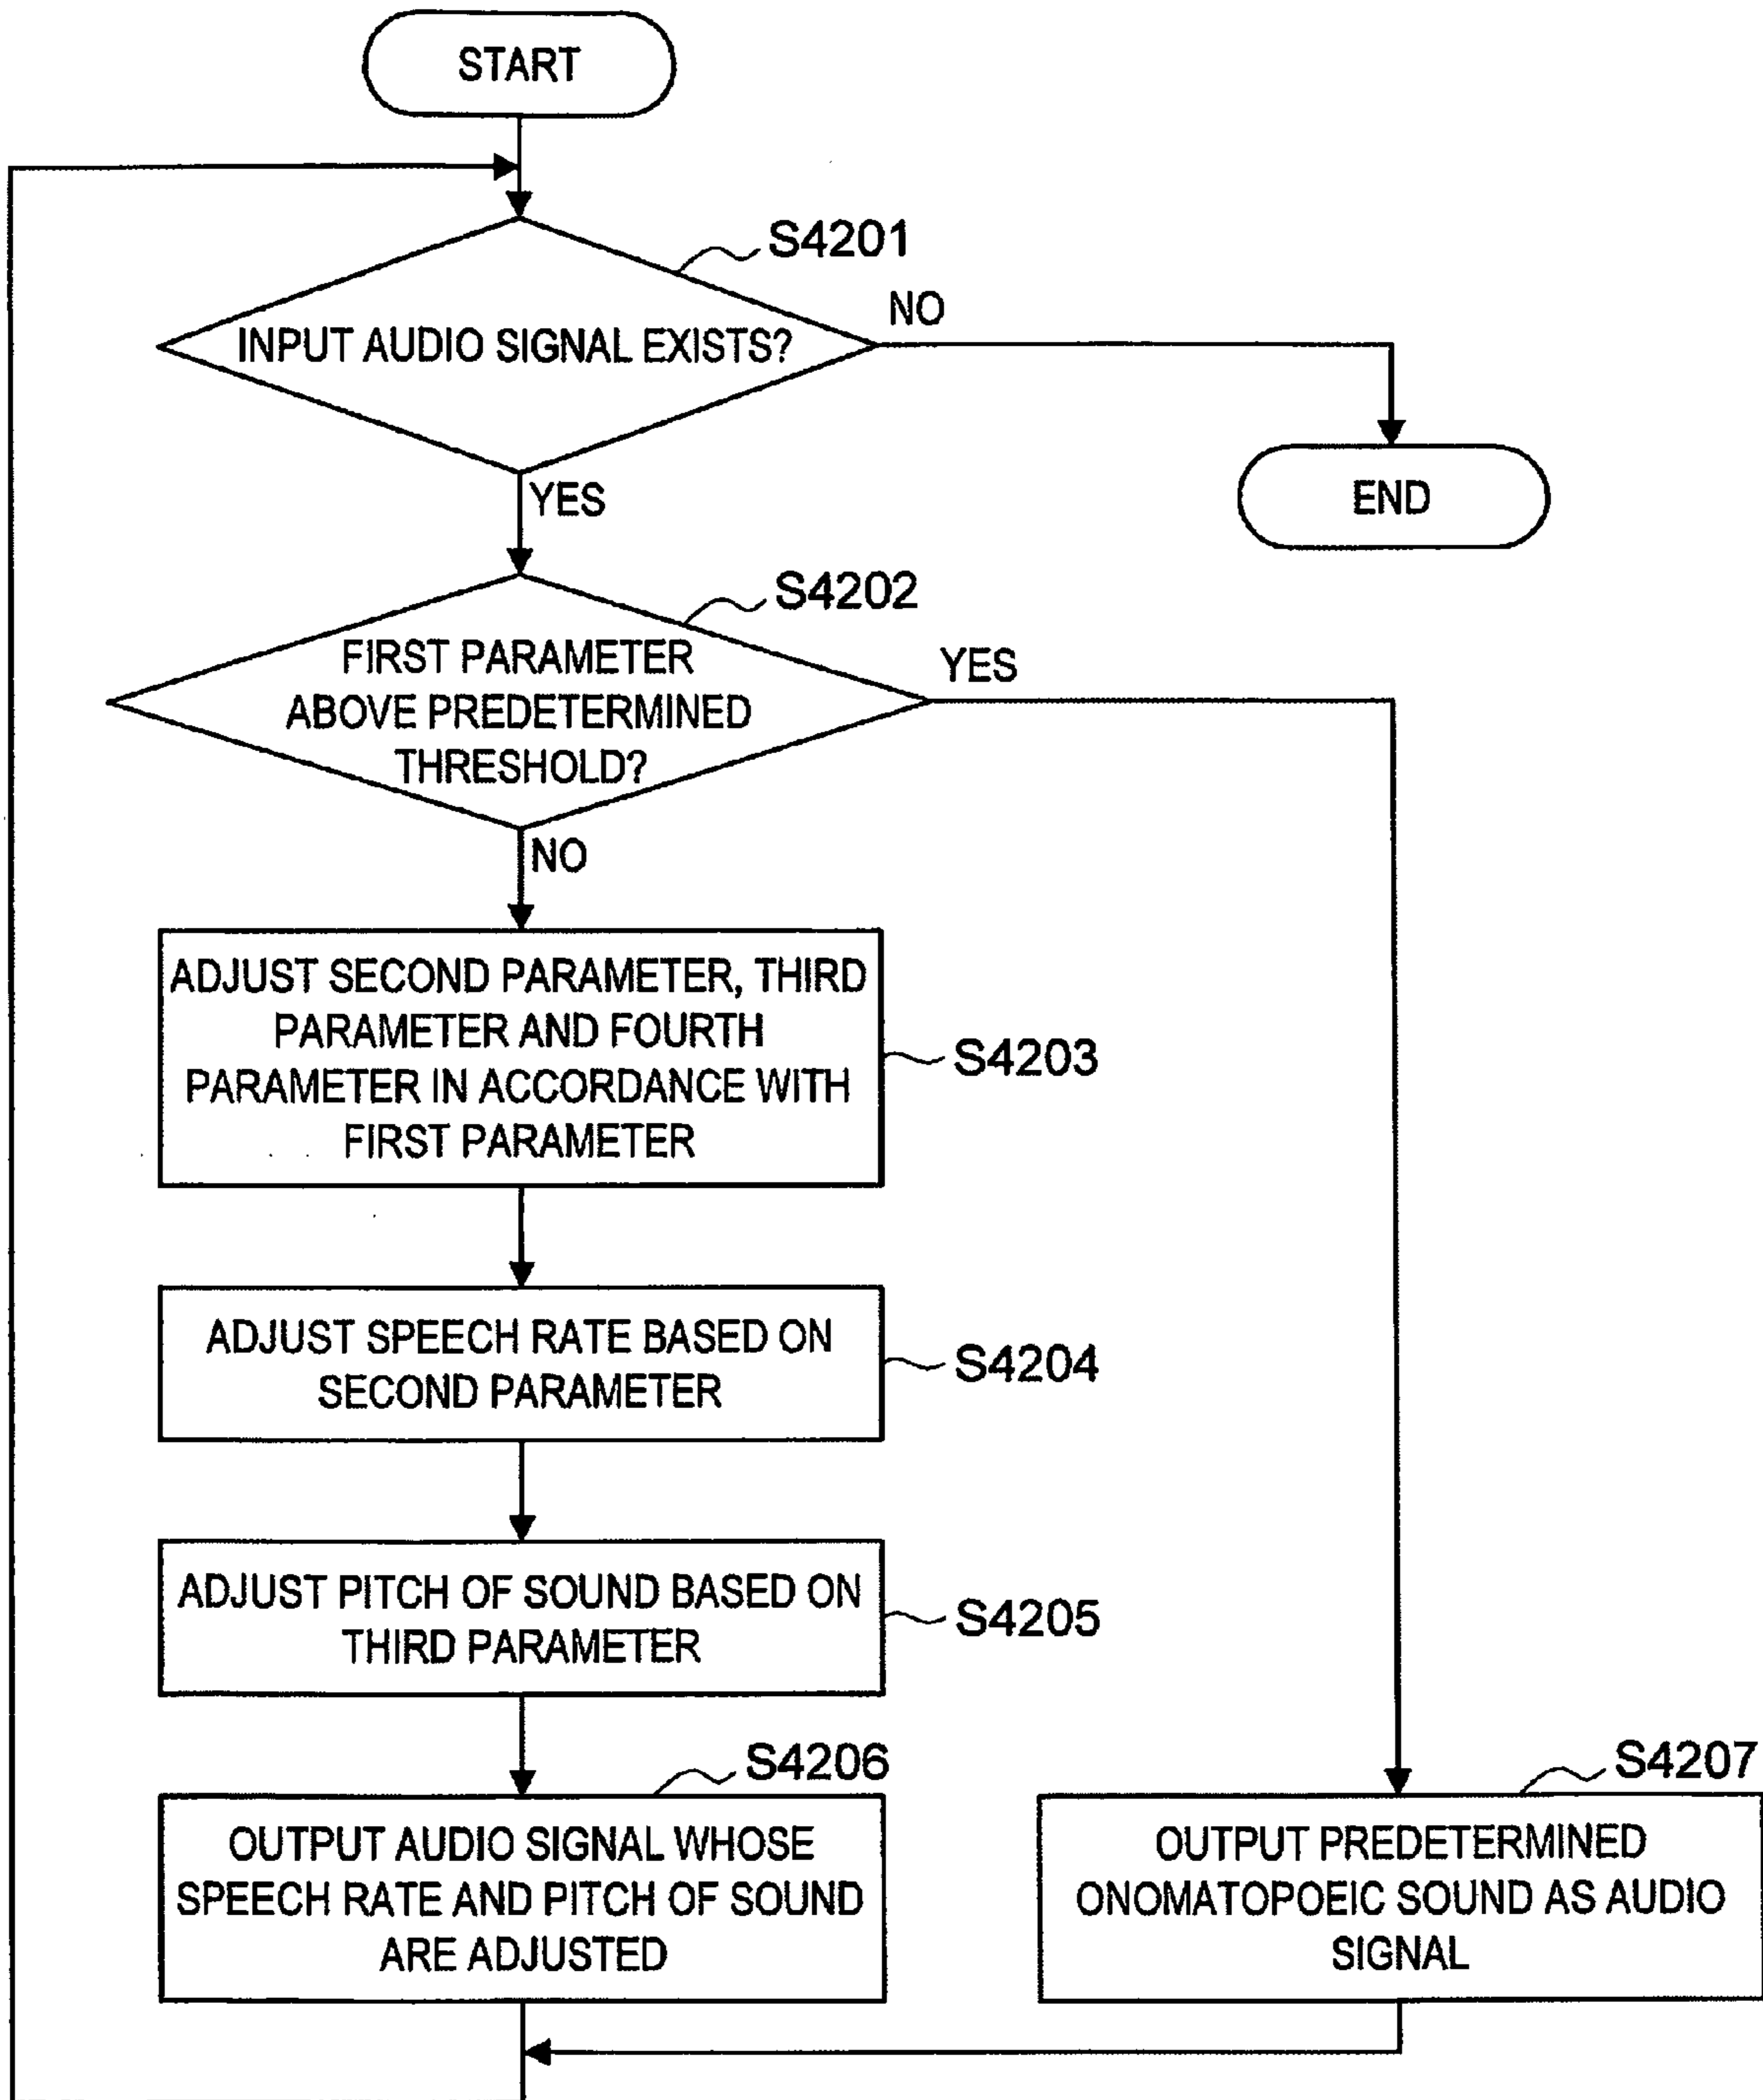 START
S4201
INPUT AUDIO SIGNAL EXISTS?
NO
END
YES
S4202
FIRST PARAMETER
ABOVE PREDETERMINED
THRESHOLD?
YES
NO
ADJUST SECOND PARAMETER, THIRD
PARAMETER AND FOURTH
PARAMETER IN ACCORDANCE WITH
FIRST PARAMETER
S4203
ADJUST SPEECH RATE BASED ON
SECOND PARAMETER
S4204
ADJUST PITCH OF SOUND BASED ON
THIRD PARAMETER
S4205
S4206
OUTPUT AUDIO SIGNAL WHOSE
SPEECH RATE AND PITCH OF SOUND
ARE ADJUSTED
S4207
OUTPUT PREDETERMINED
ONOMATOPOEIC SOUND AS AUDIO
SIGNAL